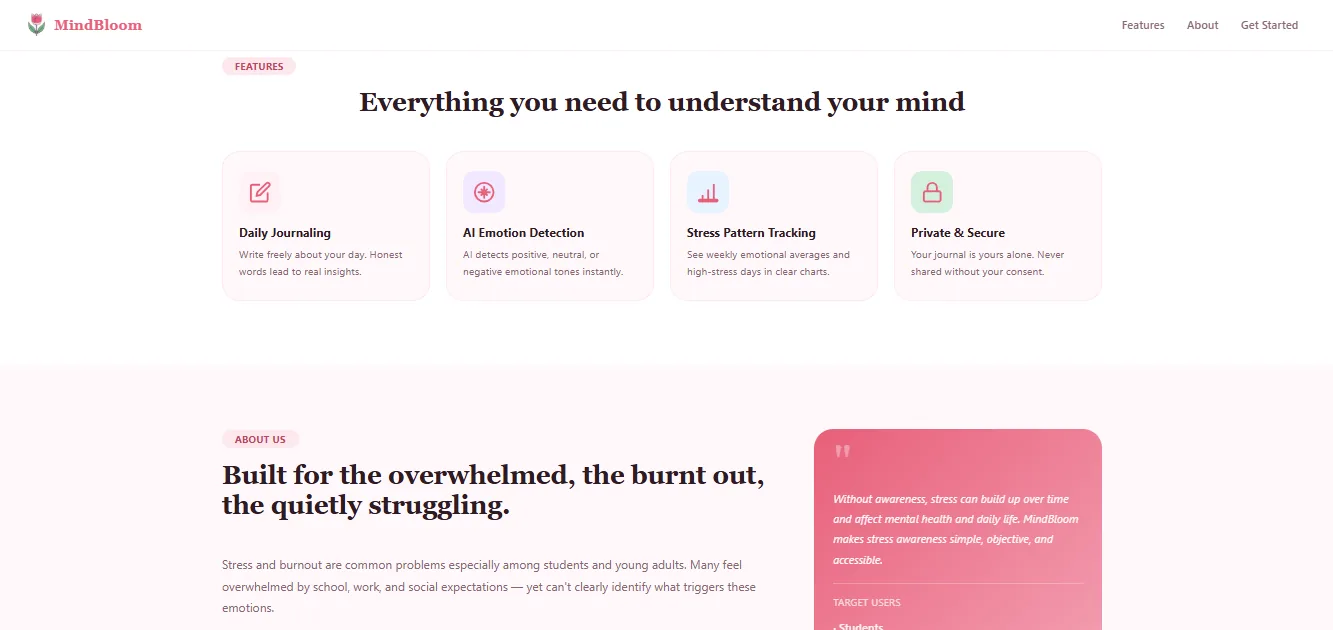 MindBloom
Features
About
Get Started
FEATURES
Everything you need to understand your mind
Daily Journaling
Write freely about your day. Honest
words lead to real insights.
AI Emotion Detection
AI detects positive, neutral, or
negative emotional tones instantly.
Stress Pattern Tracking
See weekly emotional averages and
high-stress days in clear charts.
Private & Secure
Your journal is yours alone. Never
shared without your consent.
ABOUT US
Built for the overwhelmed, the burnt out,
the quietly struggling.
Stress and burnout are common problems especially among students and young adults. Many feel
overwhelmed by school, work, and social expectations — yet can't clearly identify what triggers these
emotions.
"
Without awareness, stress can build up over time
and affect mental health and daily life. MindBloom
makes stress awareness simple, objective, and
accessible.
TARGET USERS
• Students